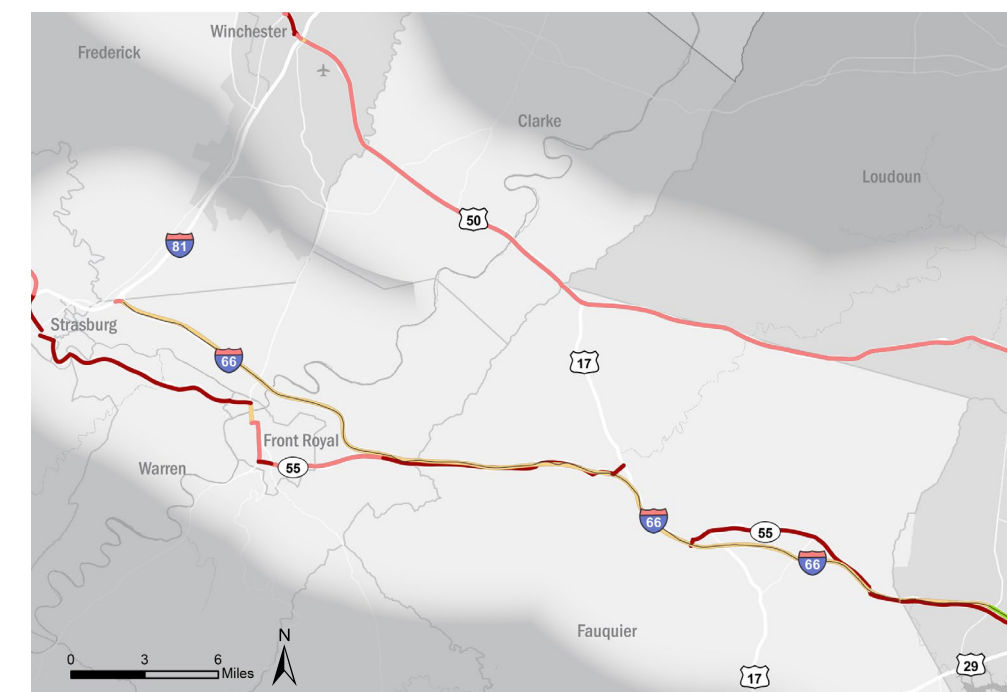 Winchester
Frederick
Clarke
Loudoun
50
81
Strasburg
66
17
Front Royal
55
Warren
66
55
66
Fauquier
N
0 3 6
Miles
29
17